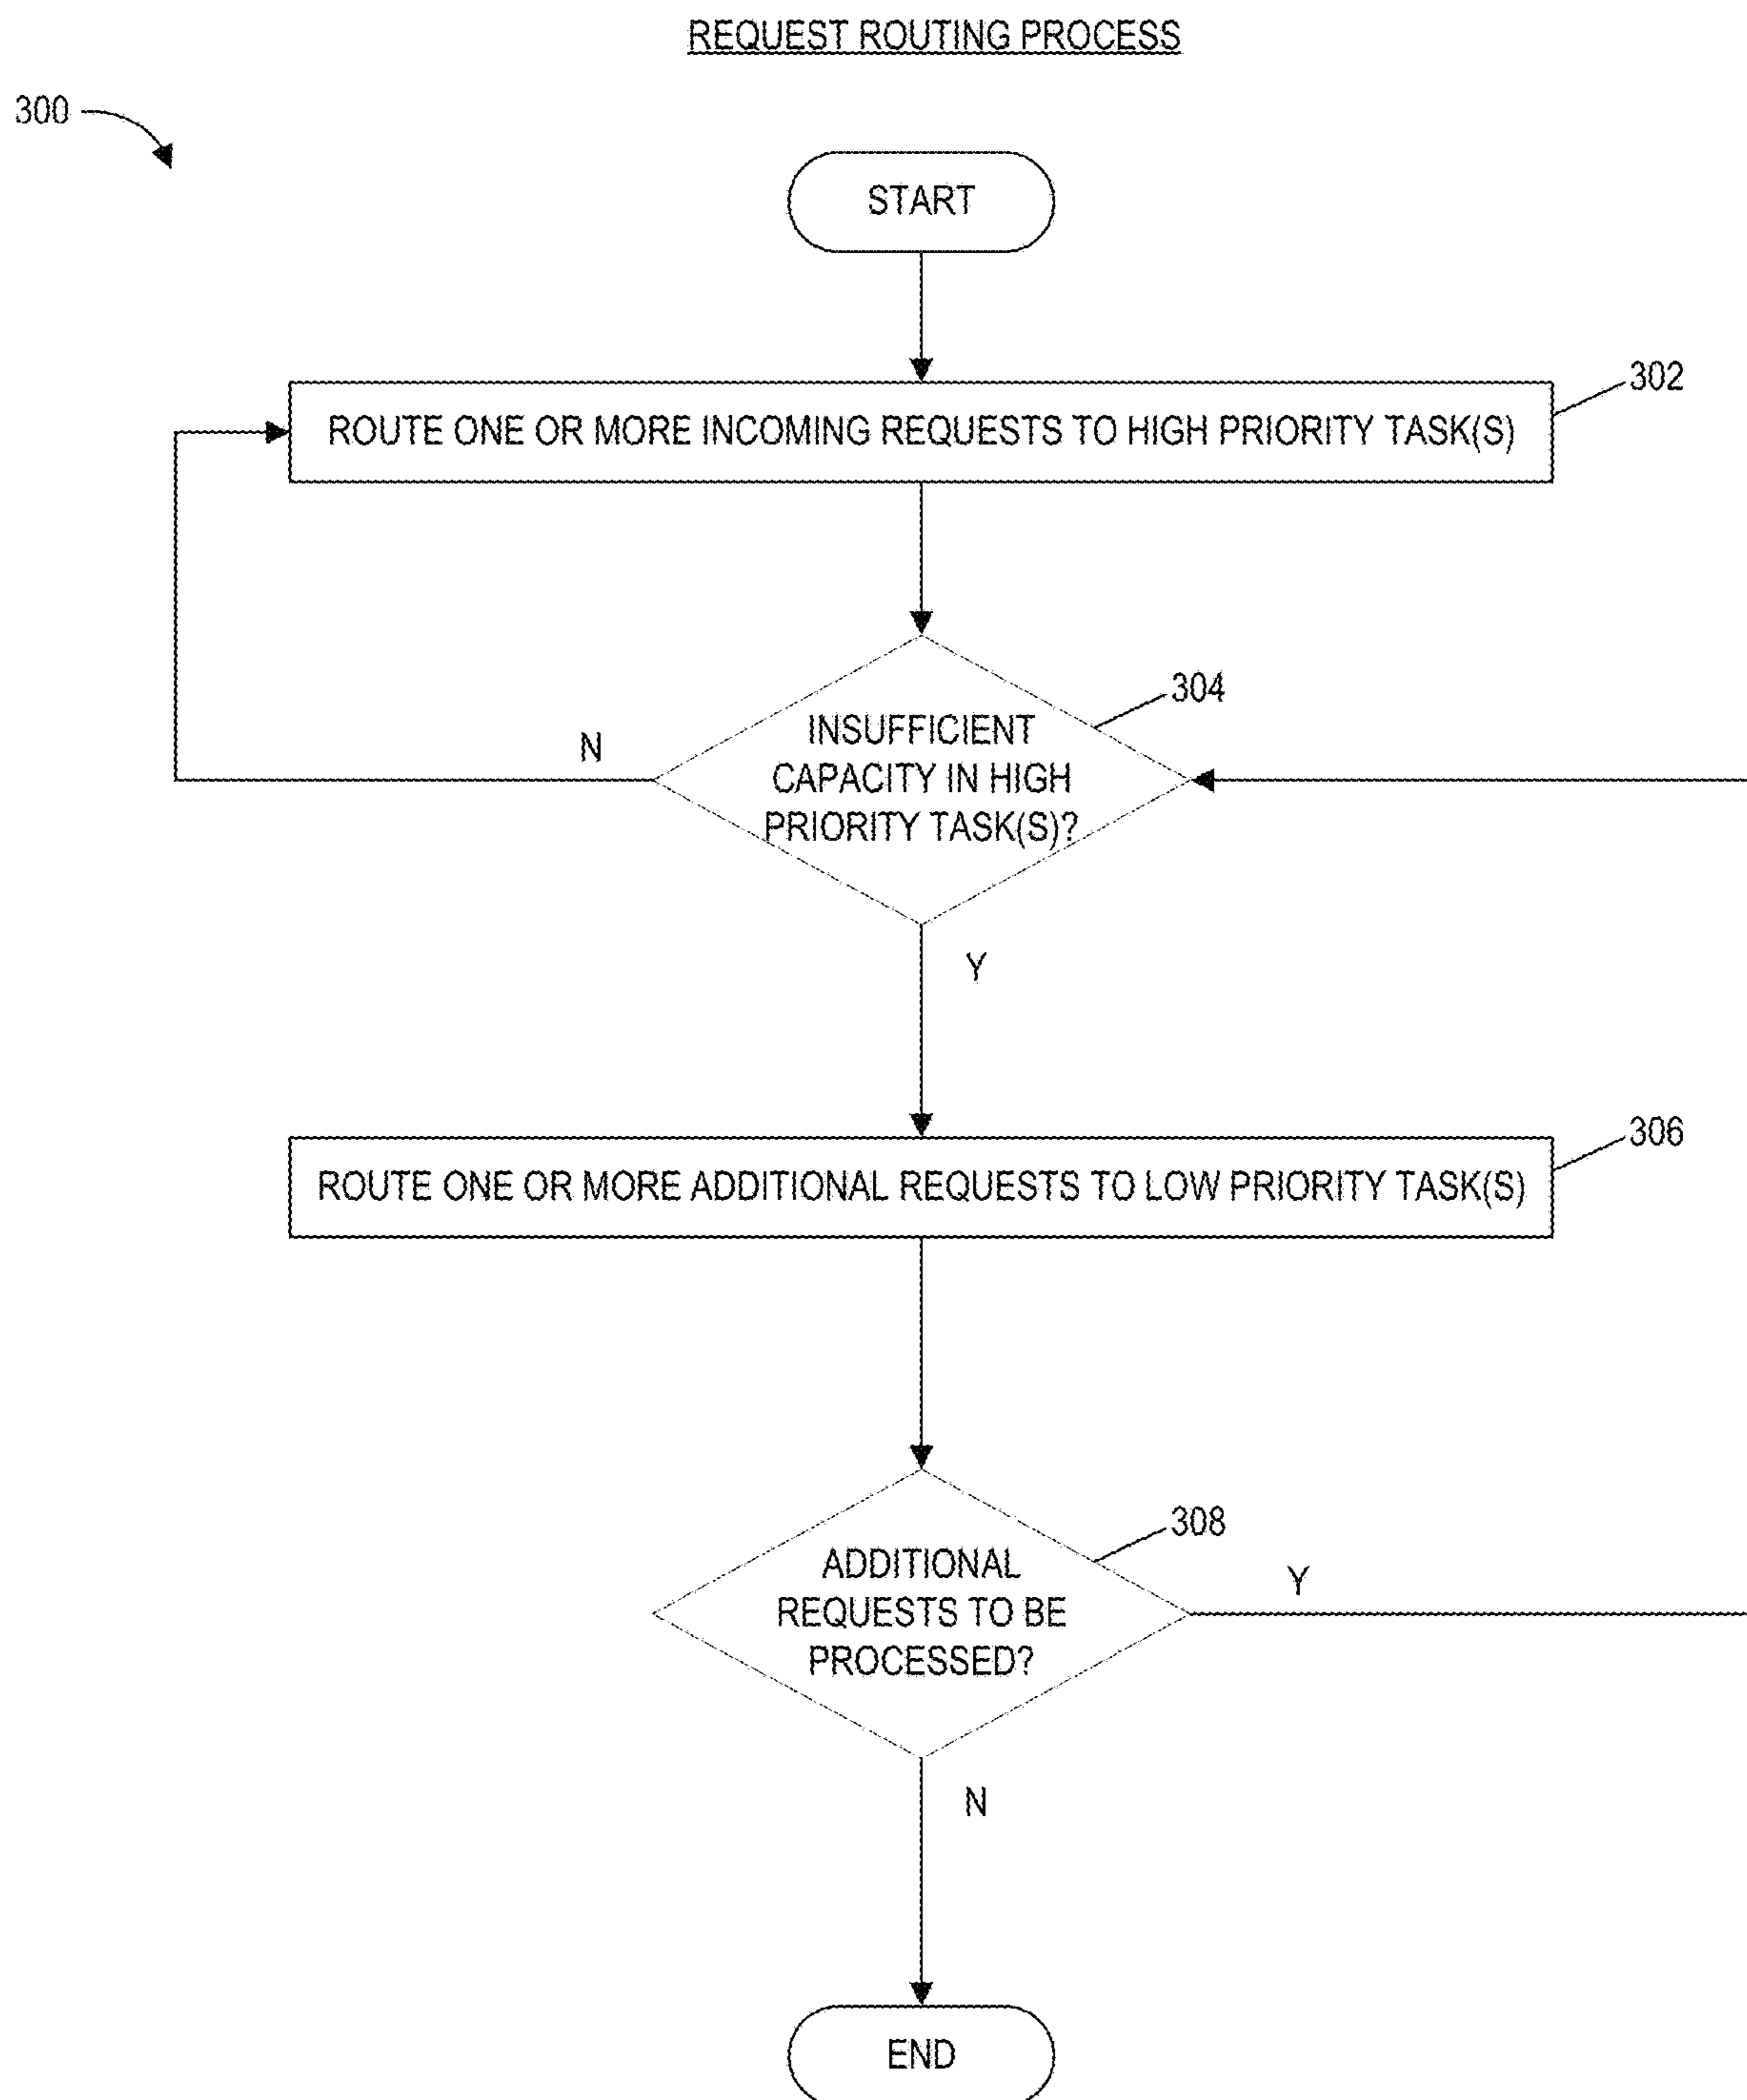 REQUEST ROUTING PROCESS
300
START
302
ROUTE ONE OR MORE INCOMING REQUESTS TO HIGH PRIORITY TASK(S)
304
INSUFFICIENT
CAPACITY IN HIGH
PRIORITY TASK(S)?
N
Y
306
ROUTE ONE OR MORE ADDITIONAL REQUESTS TO LOW PRIORITY TASK(S)
308
ADDITIONAL
REQUESTS TO BE
PROCESSED?
Y
N
END